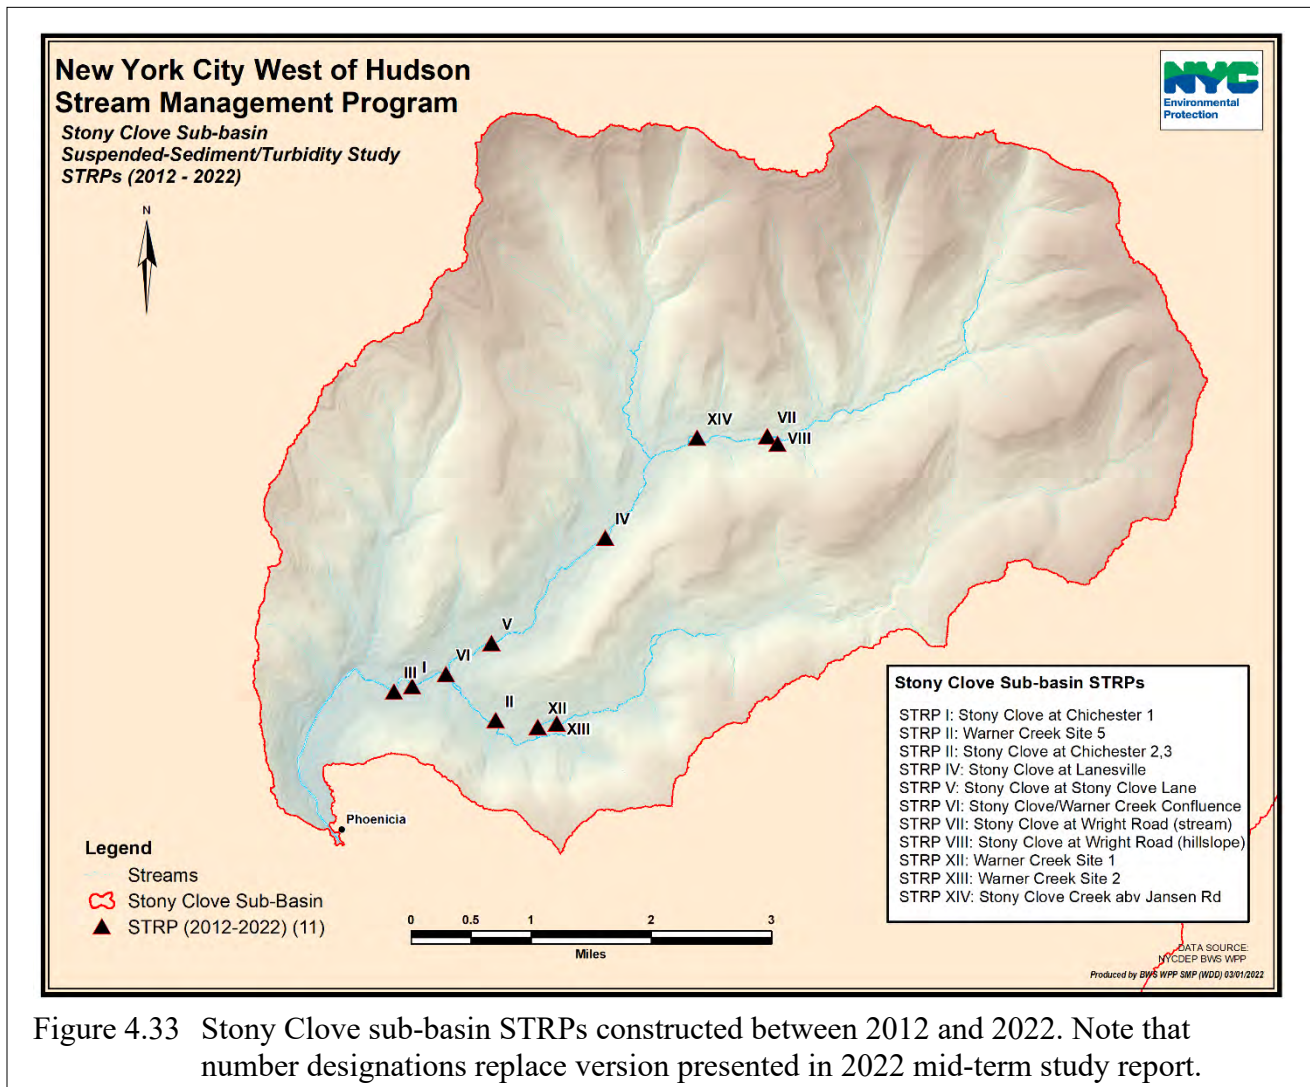 New York City West of Hudson
Stream Management Program
Stony Clove Sub-basin
Suspended-Sediment/Turbidity Study
STRPs (2012 - 2022)
NYC
Environmental
Protection
N
XIV
VII
VIII
IV
V
VI
I
III
II
XII
XIII
Phoenicia
Stony Clove Sub-basin STRPs
STRP I: Stony Clove at Chichester 1
STRP II: Warner Creek Site 5
STRP II: Stony Clove at Chichester 2,3
STRP IV: Stony Clove at Lanesville
STRP V: Stony Clove at Stony Clove Lane
STRP VI: Stony Clove/Warner Creek Confluence
STRP VII: Stony Clove at Wright Road (stream)
STRP VIII: Stony Clove at Wright Road (hillslope)
STRP XII: Warner Creek Site 1
STRP XIII: Warner Creek Site 2
STRP XIV: Stony Clove Creek abv Jansen Rd
Legend
Streams
Stony Clove Sub-Basin
STRP (2012-2022) (11)
0 0.5 1 2 3
Miles
DATA SOURCE:
NYCDEP BWS WPP
Produced by BWS WPP SMP (WDD) 03/01/2022
Figure 4.33 Stony Clove sub-basin STRPs constructed between 2012 and 2022. Note that
number designations replace version presented in 2022 mid-term study report.